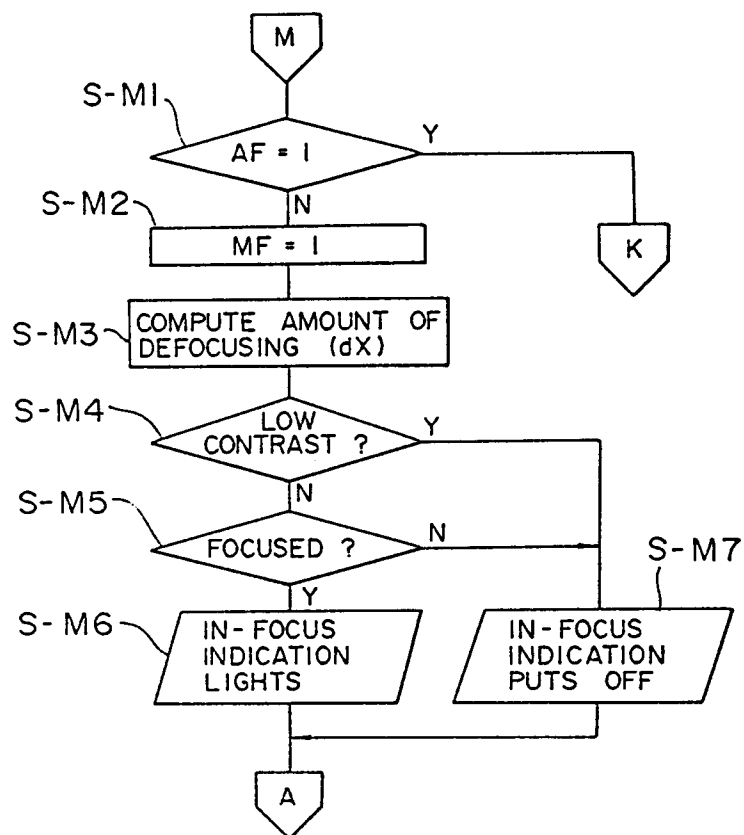 M
S-M1
AF = 1
Y
N
K
S-M2
MF = 1
S-M3
COMPUTE AMOUNT OF
DEFOCUSING (dX)
S-M4
LOW
CONTRAST ?
Y
N
S-M5
FOCUSED ?
N
Y
S-M7
S-M6
IN-FOCUS
INDICATION
LIGHTS
IN-FOCUS
INDICATION
PUTS OFF
A